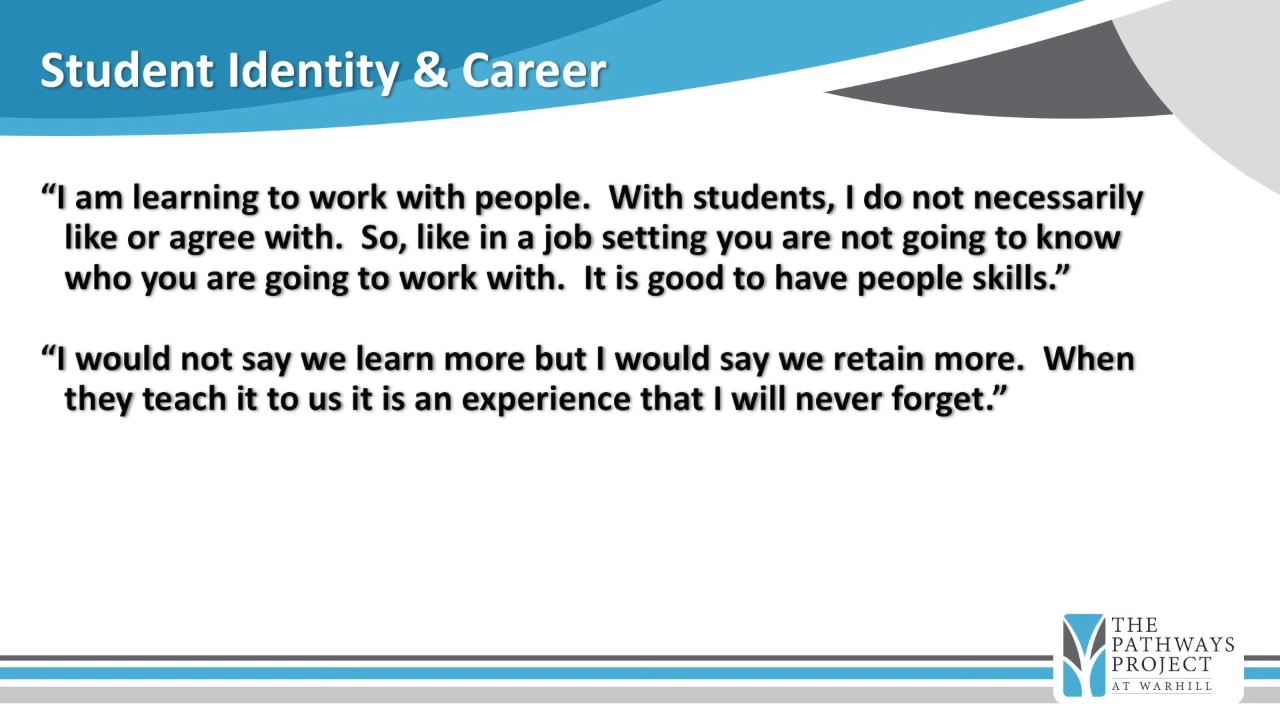 Student Identity & Career
“I am learning to work with people.  With students, I do not necessarily
like or agree with.  So, like in a job setting you are not going to know
who you are going to work with.  It is good to have people skills.”
“I would not say we learn more but I would say we retain more.  When
they teach it to us it is an experience that I will never forget.”
THE
PATHWAYS
PROJECT
AT WARHILL